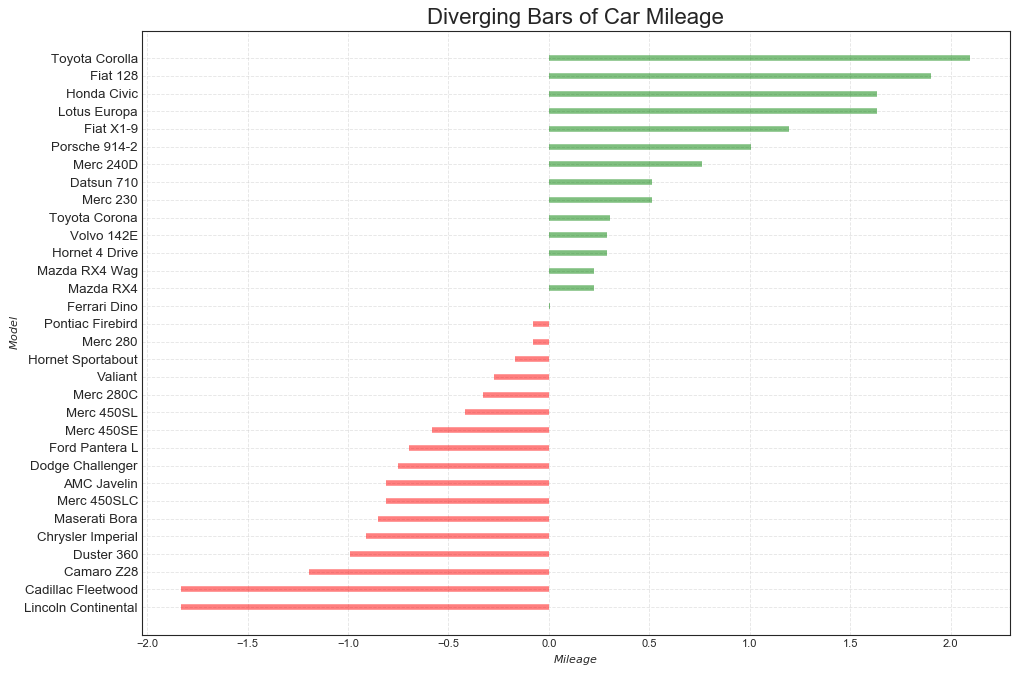 Diverging Bars of Car Mileage
Toyota Corolla
Fiat 128
Honda Civic
Lotus Europa
Fiat X1-9
Porsche 914-2
Merc 240D
Datsun 710
Merc 230
Toyota Corona
Volvo 142E
Hornet 4 Drive
Mazda RX4 Wag
Mazda RX4
Ferrari Dino
Pontiac Firebird
Merc 280
Hornet Sportabout
Valiant
Merc 280C
Merc 450SL
Merc 450SE
Ford Pantera L
Dodge Challenger
AMC Javelin
Merc 450SLC
Maserati Bora
Chrysler Imperial
Duster 360
Camaro Z28
Cadillac Fleetwood
Lincoln Continental
Model
−2.0 −1.5 −1.0 −0.5 0.0 0.5 1.0 1.5 2.0
Mileage